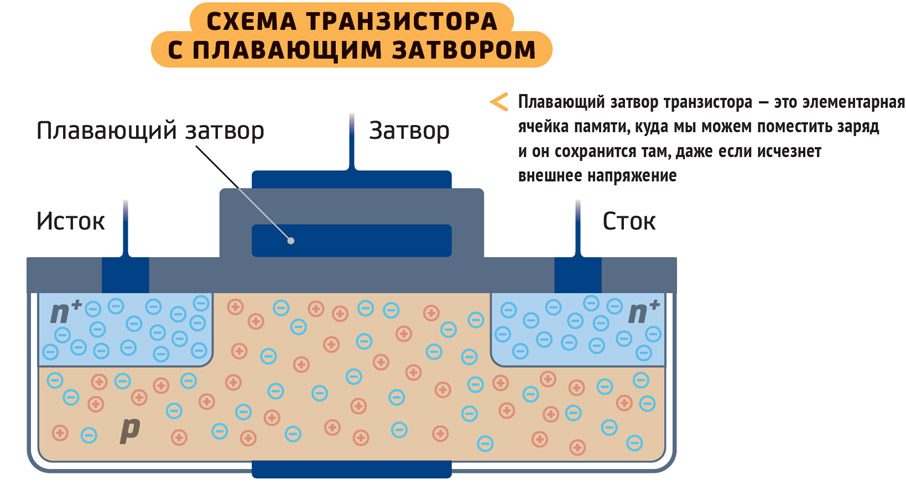 СХЕМА ТРАНЗИСТОРА
С ПЛАВАЮЩИМ ЗАТВОРОМ
Плавающий затвор транзистора — это элементарная
ячейка памяти, куда мы можем поместить заряд
и он сохранится там, даже если исчезнет
внешнее напряжение
Плавающий затвор
Затвор
Исток
Сток
n⁺
n⁺
p